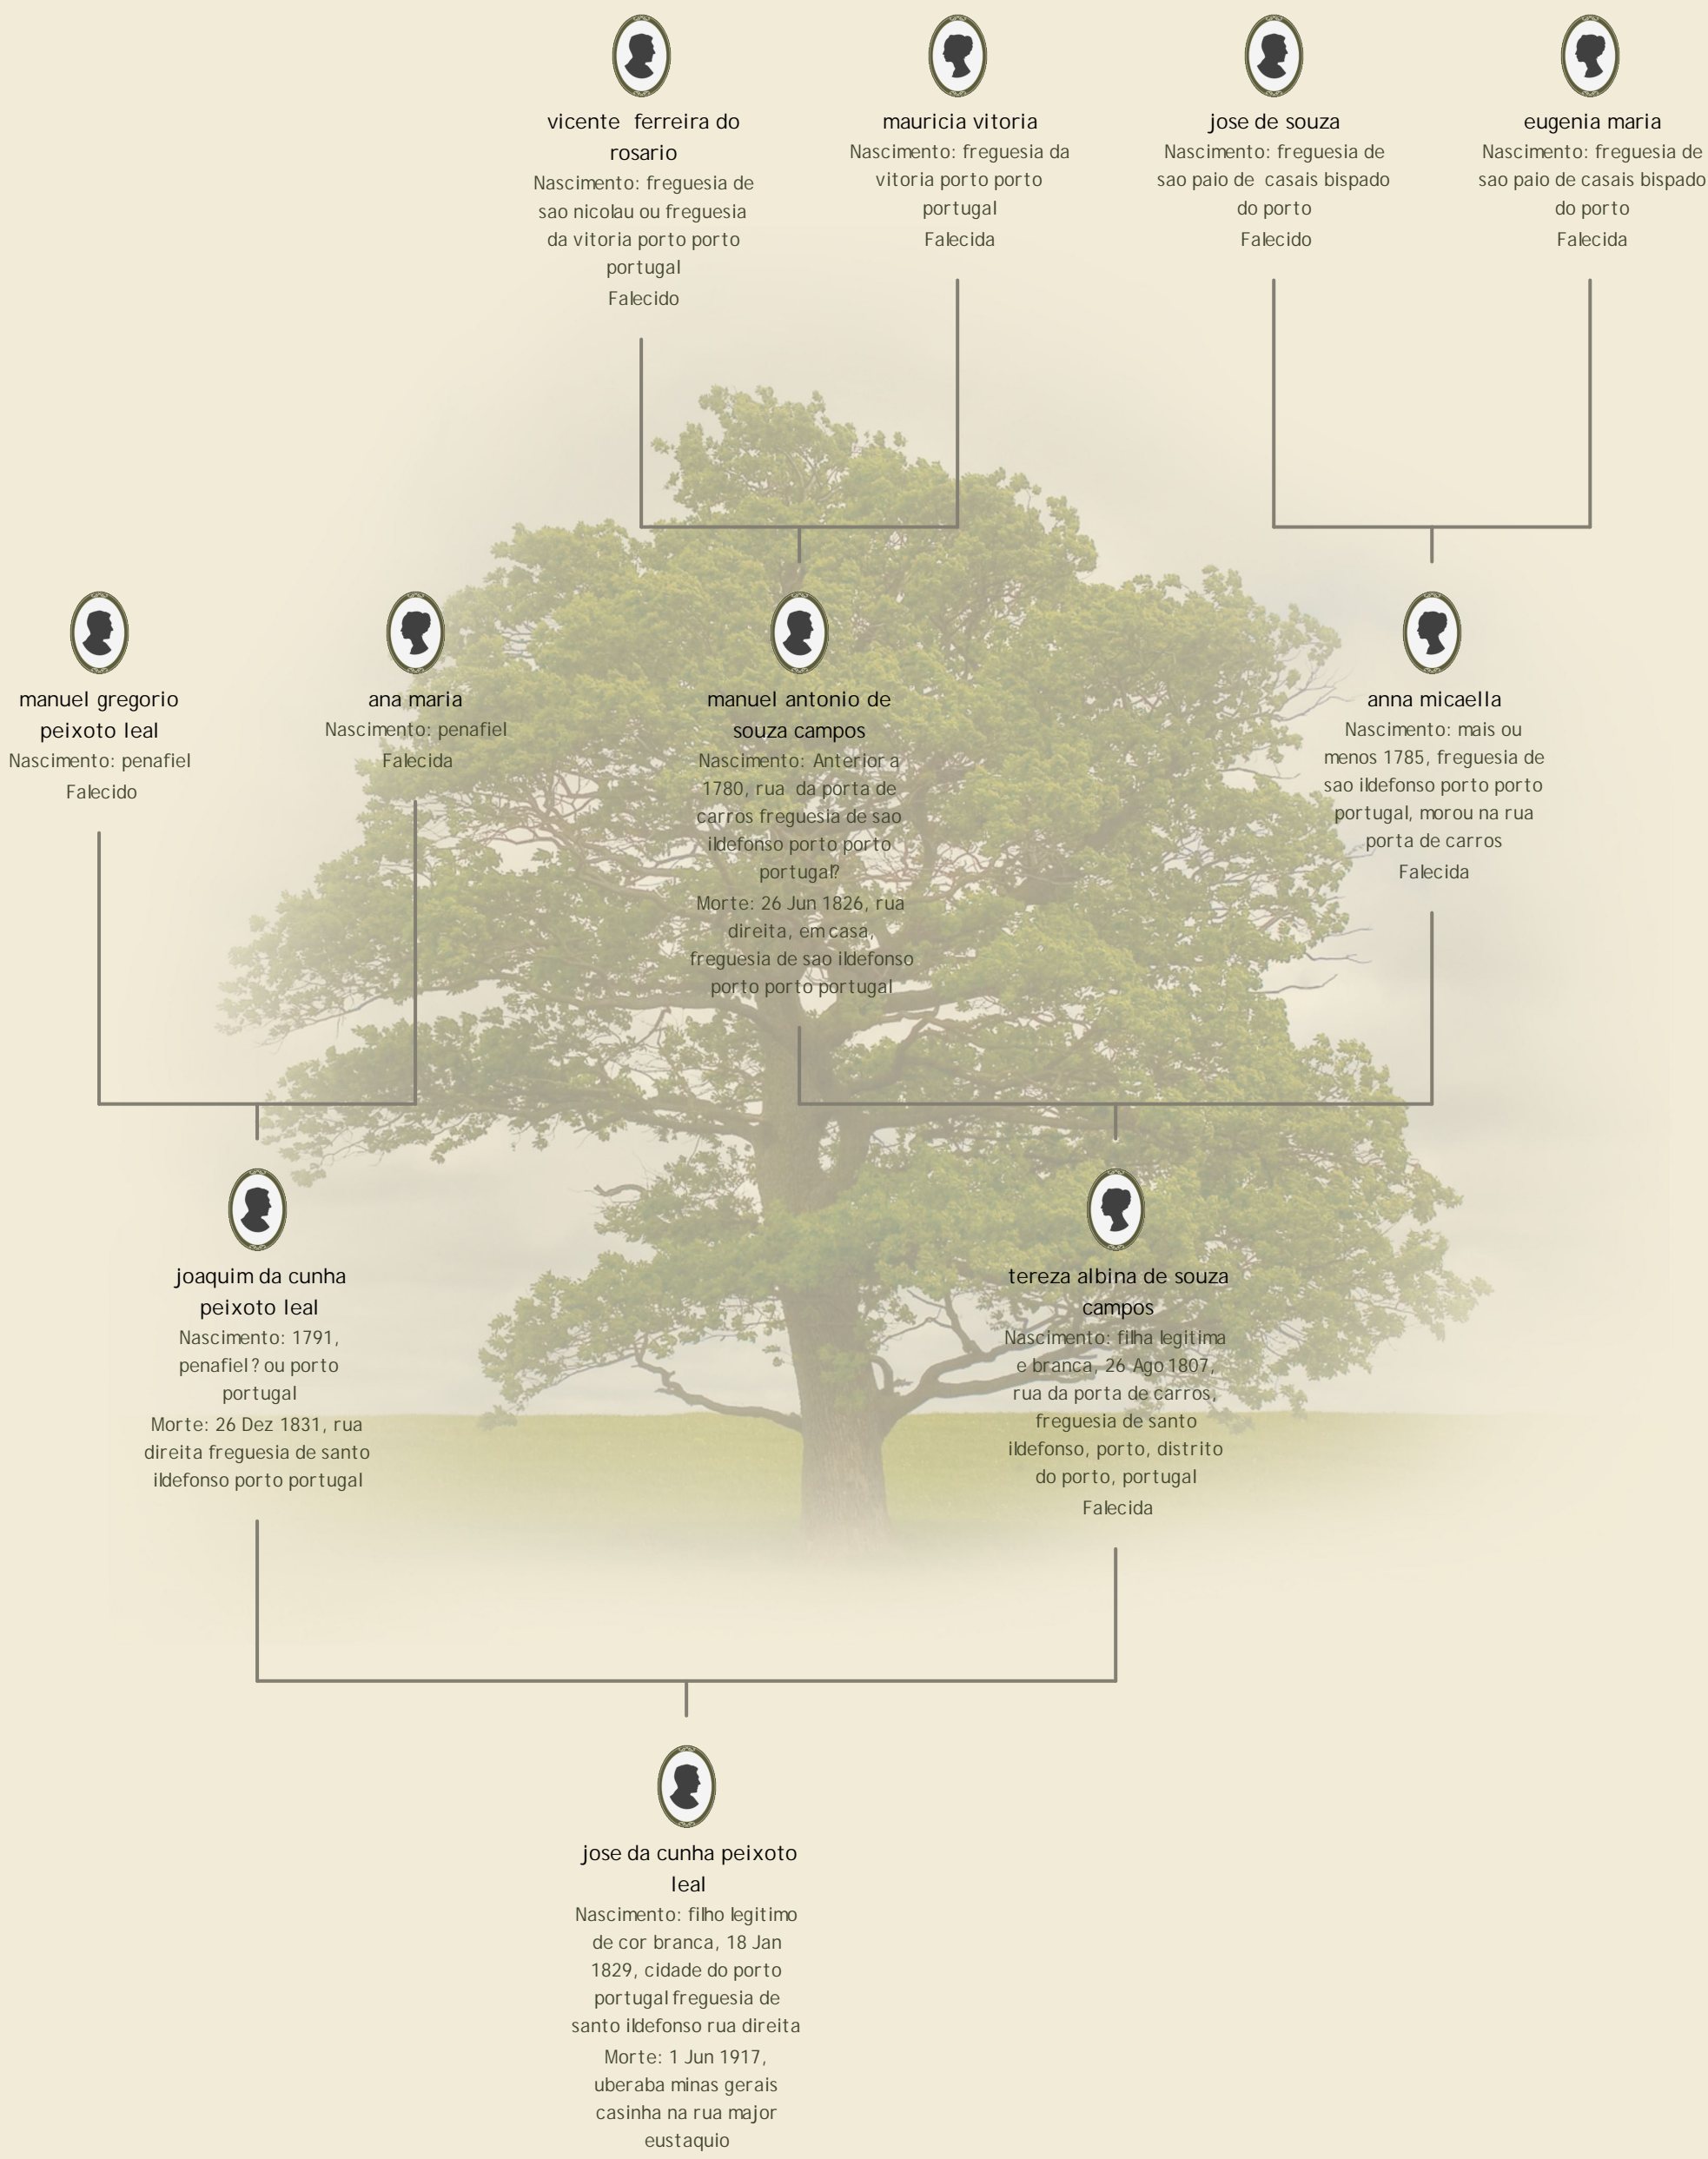 vicente  ferreira do
rosario
Nascimento: freguesia de
sao nicolau ou freguesia
da vitoria porto porto
portugal
Falecido
mauricia vitoria
Nascimento: freguesia da
vitoria porto porto
portugal
Falecida
jose de souza
Nascimento: freguesia de
sao paio de  casais bispado
do porto
Falecido
eugenia maria
Nascimento: freguesia de
sao paio de casais bispado
do porto
Falecida
manuel gregorio
peixoto leal
Nascimento: penafiel
Falecido
ana maria
Nascimento: penafiel
Falecida
manuel antonio de
souza campos
Nascimento: Anterior a
1780, rua  da porta de
carros freguesia de sao
ildefonso porto porto
portugal?
Morte: 26 Jun 1826, rua
direita, em casa,
freguesia de sao ildefonso
porto porto portugal
anna micaella
Nascimento: mais ou
menos 1785, freguesia de
sao ildefonso porto porto
portugal, morou na rua
porta de carros
Falecida
joaquim da cunha
peixoto leal
Nascimento: 1791,
penafiel ? ou porto
portugal
Morte: 26 Dez 1831, rua
direita freguesia de santo
ildefonso porto portugal
tereza albina de souza
campos
Nascimento: filha legitima
e branca, 26 Ago 1807,
rua da porta de carros,
freguesia de santo
ildefonso, porto, distrito
do porto, portugal
Falecida
jose da cunha peixoto
leal
Nascimento: filho legitimo
de cor branca, 18 Jan
1829, cidade do porto
portugal freguesia de
santo ildefonso rua direita
Morte: 1 Jun 1917,
uberaba minas gerais
casinha na rua major
eustaquio